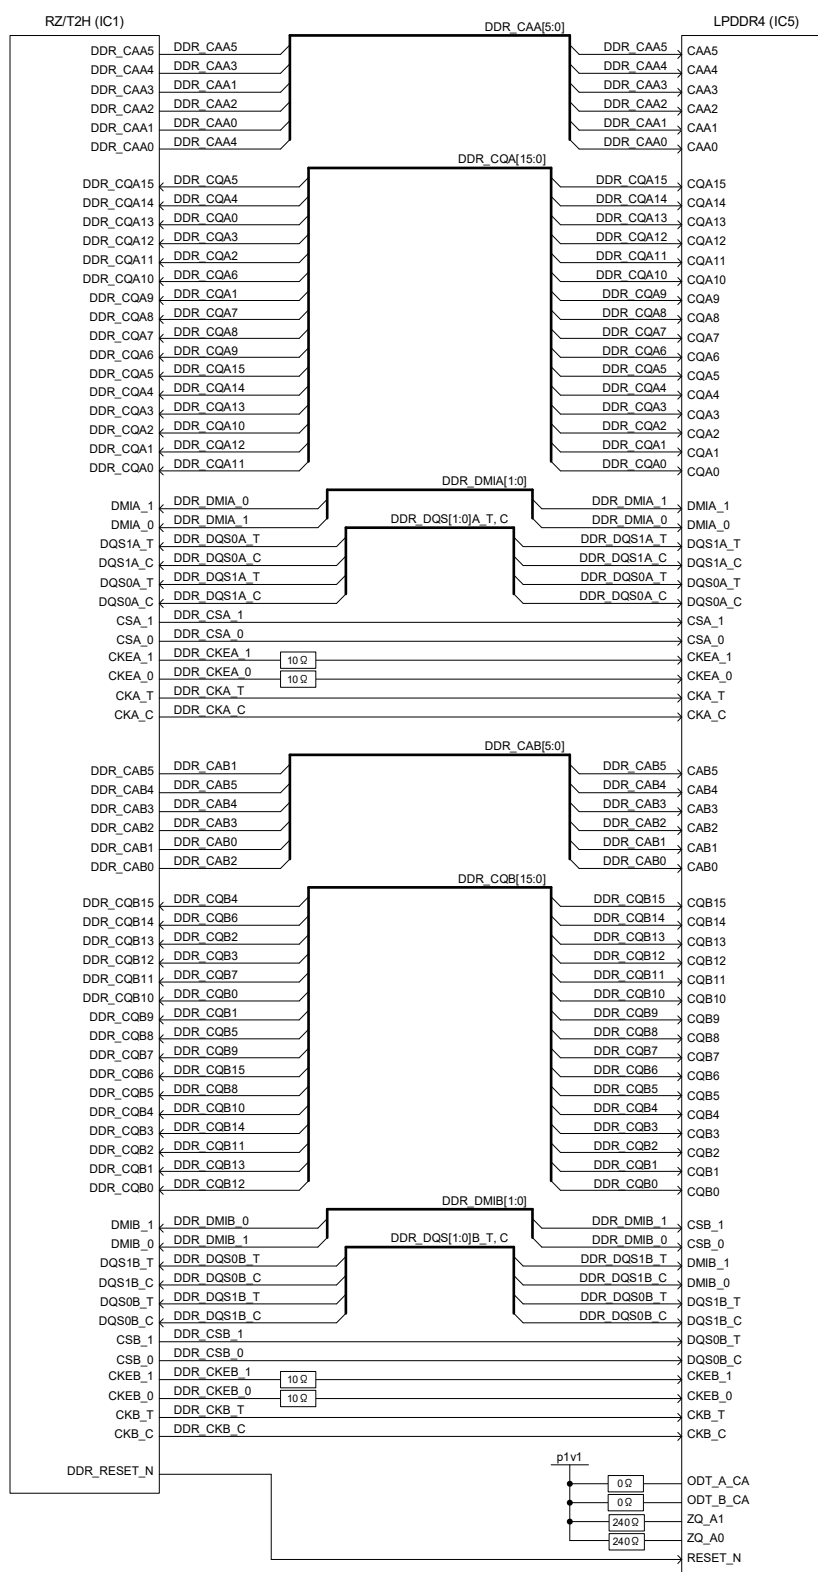 RZ/T2H (IC1) LPDDR4 (IC5)
DDR_CAA[5:0]
DDR_CAA5 DDR_CAA5 DDR_CAA5 CAA5
DDR_CAA4 DDR_CAA3 DDR_CAA4 CAA4
DDR_CAA3 DDR_CAA1 DDR_CAA3 CAA3
DDR_CAA2 DDR_CAA2 DDR_CAA2 CAA2
DDR_CAA1 DDR_CAA0 DDR_CAA1 CAA1
DDR_CAA0 DDR_CAA4 DDR_CAA0 CAA0
DDR_CQA[15:0]
DDR_CQA15 DDR_CQA5 DDR_CQA15 CQA15
DDR_CQA14 DDR_CQA4 DDR_CQA14 CQA14
DDR_CQA13 DDR_CQA0 DDR_CQA13 CQA13
DDR_CQA12 DDR_CQA3 DDR_CQA12 CQA12
DDR_CQA11 DDR_CQA2 DDR_CQA11 CQA11
DDR_CQA10 DDR_CQA6 DDR_CQA10 CQA10
DDR_CQA9 DDR_CQA1 DDR_CQA9 CQA9
DDR_CQA8 DDR_CQA7 DDR_CQA8 CQA8
DDR_CQA7 DDR_CQA8 DDR_CQA7 CQA7
DDR_CQA6 DDR_CQA9 DDR_CQA6 CQA6
DDR_CQA5 DDR_CQA15 DDR_CQA5 CQA5
DDR_CQA4 DDR_CQA14 DDR_CQA4 CQA4
DDR_CQA3 DDR_CQA13 DDR_CQA3 CQA3
DDR_CQA2 DDR_CQA10 DDR_CQA2 CQA2
DDR_CQA1 DDR_CQA12 DDR_CQA1 CQA1
DDR_CQA0 DDR_CQA11 DDR_CQA0 CQA0
DDR_DMIA[1:0]
DMIA_1 DDR_DMIA_0 DDR_DMIA_1 DMIA_1
DMIA_0 DDR_DMIA_1 DDR_DMIA_0 DMIA_0
DDR_DQS[1:0]A_T, C
DQS1A_T DDR_DQS0A_T DDR_DQS1A_T DQS1A_T
DQS1A_C DDR_DQS0A_C DDR_DQS1A_C DQS1A_C
DQS0A_T DDR_DQS1A_T DDR_DQS0A_T DQS0A_T
DQS0A_C DDR_DQS1A_C DDR_DQS0A_C DQS0A_C
CSA_1 DDR_CSA_1 CSA_1
CSA_0 DDR_CSA_0 CSA_0
CKEA_1 DDR_CKEA_1 10Ω CKEA_1
CKEA_0 DDR_CKEA_0 10Ω CKEA_0
CKA_T DDR_CKA_T CKA_T
CKA_C DDR_CKA_C CKA_C
DDR_CAB[5:0]
DDR_CAB5 DDR_CAB1 DDR_CAB5 CAB5
DDR_CAB4 DDR_CAB5 DDR_CAB4 CAB4
DDR_CAB3 DDR_CAB4 DDR_CAB3 CAB3
DDR_CAB2 DDR_CAB3 DDR_CAB2 CAB2
DDR_CAB1 DDR_CAB0 DDR_CAB1 CAB1
DDR_CAB0 DDR_CAB2 DDR_CAB0 CAB0
DDR_CQB[15:0]
DDR_CQB15 DDR_CQB4 DDR_CQB15 CQB15
DDR_CQB14 DDR_CQB6 DDR_CQB14 CQB14
DDR_CQB13 DDR_CQB2 DDR_CQB13 CQB13
DDR_CQB12 DDR_CQB3 DDR_CQB12 CQB12
DDR_CQB11 DDR_CQB7 DDR_CQB11 CQB11
DDR_CQB10 DDR_CQB0 DDR_CQB10 CQB10
DDR_CQB9 DDR_CQB1 DDR_CQB9 CQB9
DDR_CQB8 DDR_CQB5 DDR_CQB8 CQB8
DDR_CQB7 DDR_CQB9 DDR_CQB7 CQB7
DDR_CQB6 DDR_CQB15 DDR_CQB6 CQB6
DDR_CQB5 DDR_CQB8 DDR_CQB5 CQB5
DDR_CQB4 DDR_CQB10 DDR_CQB4 CQB4
DDR_CQB3 DDR_CQB14 DDR_CQB3 CQB3
DDR_CQB2 DDR_CQB11 DDR_CQB2 CQB2
DDR_CQB1 DDR_CQB13 DDR_CQB1 CQB1
DDR_CQB0 DDR_CQB12 DDR_CQB0 CQB0
DDR_DMIB[1:0]
DMIB_1 DDR_DMIB_0 DDR_DMIB_1 CSB_1
DMIB_0 DDR_DMIB_1 DDR_DMIB_0 CSB_0
DDR_DQS[1:0]B_T, C
DQS1B_T DDR_DQS0B_T DDR_DQS1B_T DMIB_1
DQS1B_C DDR_DQS0B_C DDR_DQS1B_C DMIB_0
DQS0B_T DDR_DQS1B_T DDR_DQS0B_T DQS1B_T
DQS0B_C DDR_DQS1B_C DDR_DQS0B_C DQS1B_C
CSB_1 DDR_CSB_1 DQS0B_T
CSB_0 DDR_CSB_0 DQS0B_C
CKEB_1 DDR_CKEB_1 10Ω CKEB_1
CKEB_0 DDR_CKEB_0 10Ω CKEB_0
CKB_T DDR_CKB_T CKB_T
CKB_C DDR_CKB_C CKB_C
p1v1
DDR_RESET_N
0Ω ODT_A_CA
0Ω ODT_B_CA
240Ω ZQ_A1
240Ω ZQ_A0
RESET_N